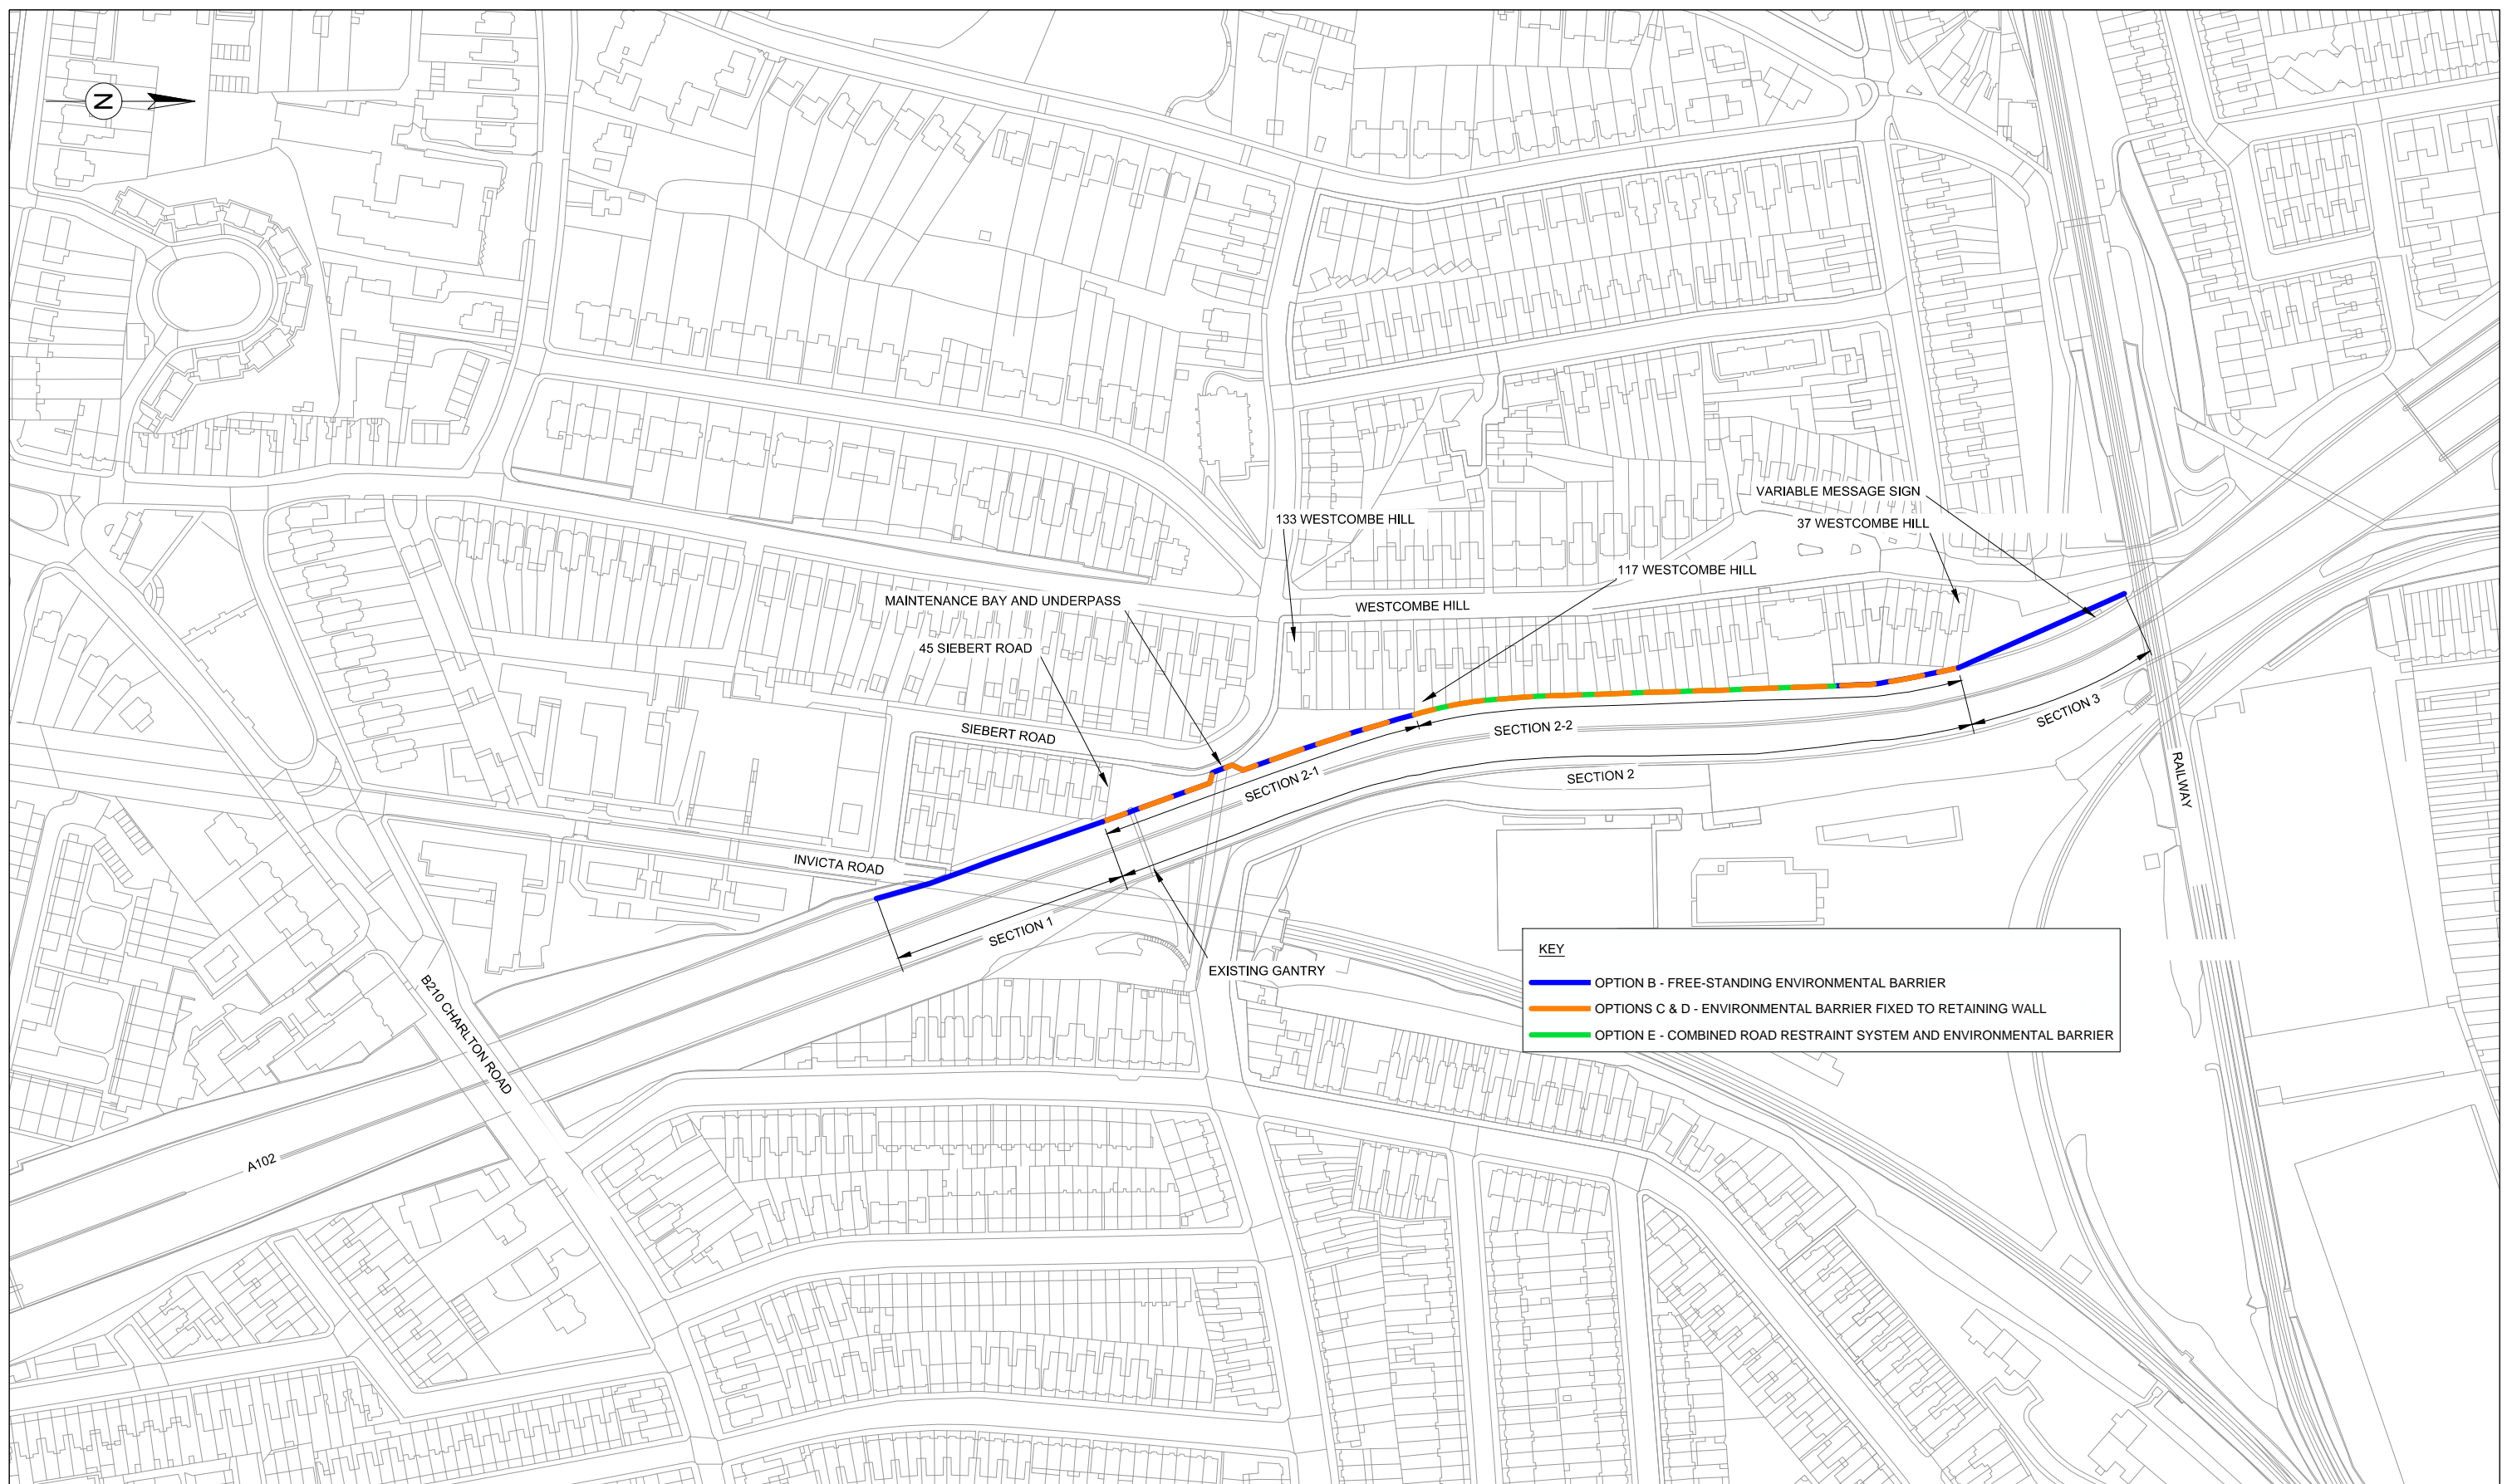 N
VARIABLE MESSAGE SIGN
133 WESTCOMBE HILL
37 WESTCOMBE HILL
117 WESTCOMBE HILL
MAINTENANCE BAY AND UNDERPASS
WESTCOMBE HILL
45 SIEBERT ROAD
SIEBERT ROAD
SECTION 2-2
SECTION 3
SECTION 2-1
SECTION 2
RAILWAY
INVICTA ROAD
SECTION 1
EXISTING GANTRY
B210 CHARLTON ROAD
A102
KEY
OPTION B - FREE-STANDING ENVIRONMENTAL BARRIER
OPTIONS C & D - ENVIRONMENTAL BARRIER FIXED TO RETAINING WALL
OPTION E - COMBINED ROAD RESTRAINT SYSTEM AND ENVIRONMENTAL BARRIER